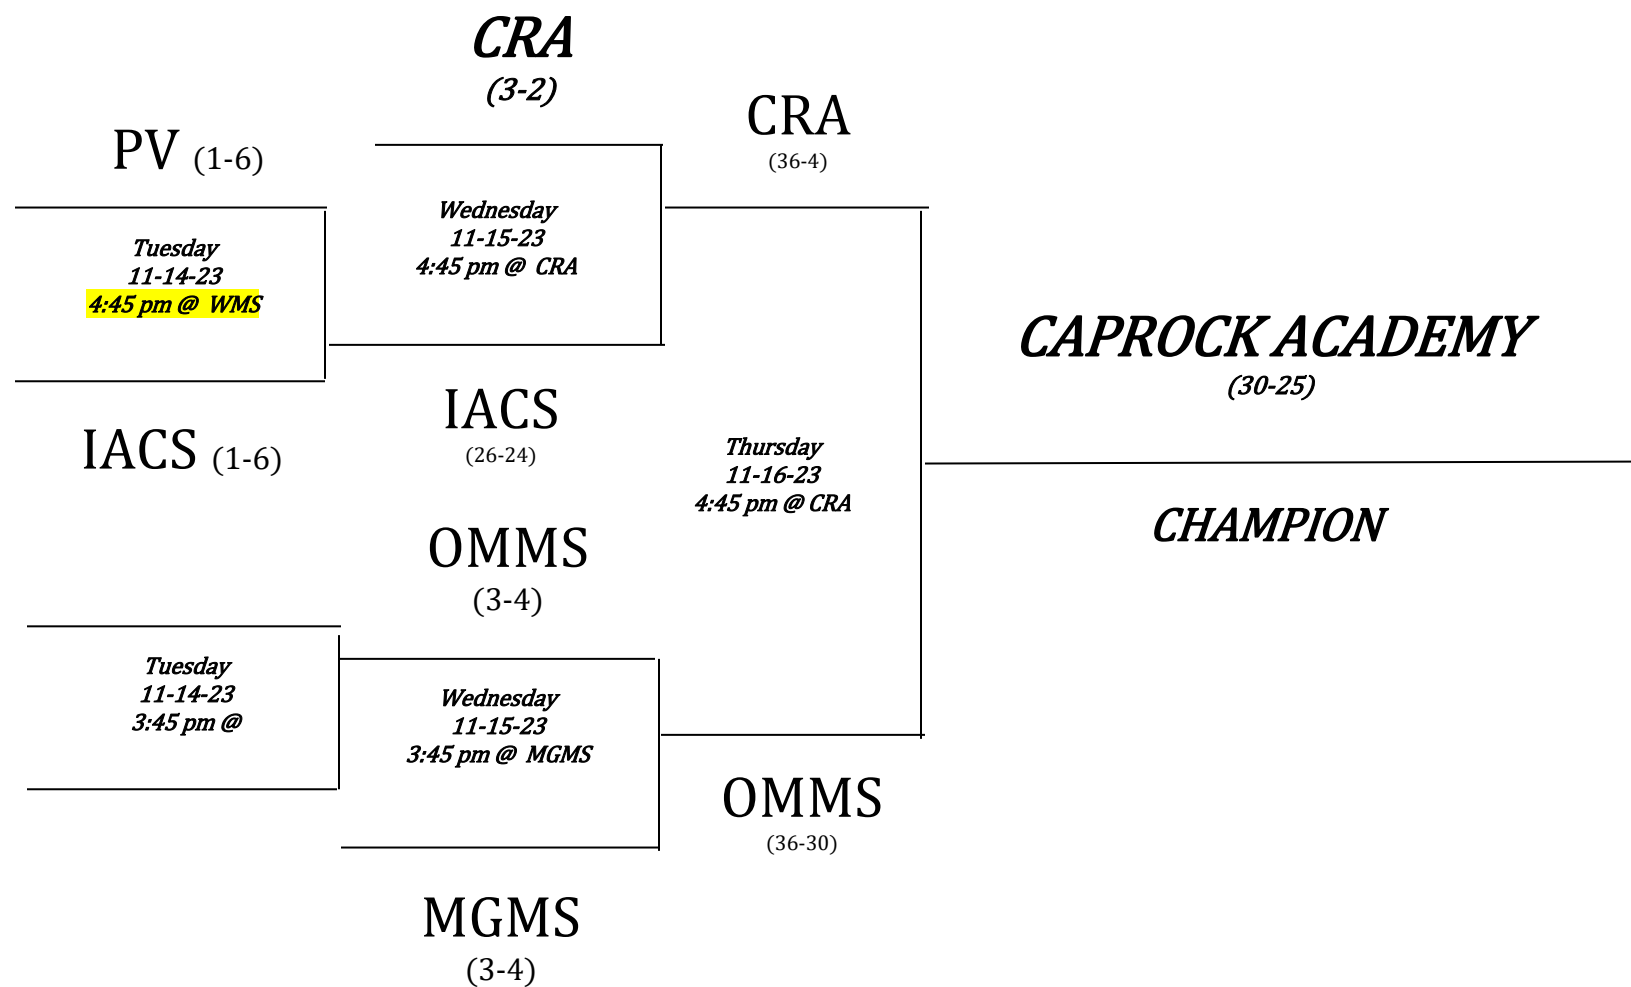 CRA
(3-2)
CRA
(36-4)
PV (1-6)
Wednesday
11-15-23
4:45 pm @ CRA
Tuesday
11-14-23
4:45 pm @ WMS
CAPROCK ACADEMY
(30-25)
IACS
(26-24)
IACS (1-6)
Thursday
11-16-23
4:45 pm @ CRA
CHAMPION
OMMS
(3-4)
Tuesday
11-14-23
3:45 pm @
Wednesday
11-15-23
3:45 pm @ MGMS
OMMS
(36-30)
MGMS
(3-4)